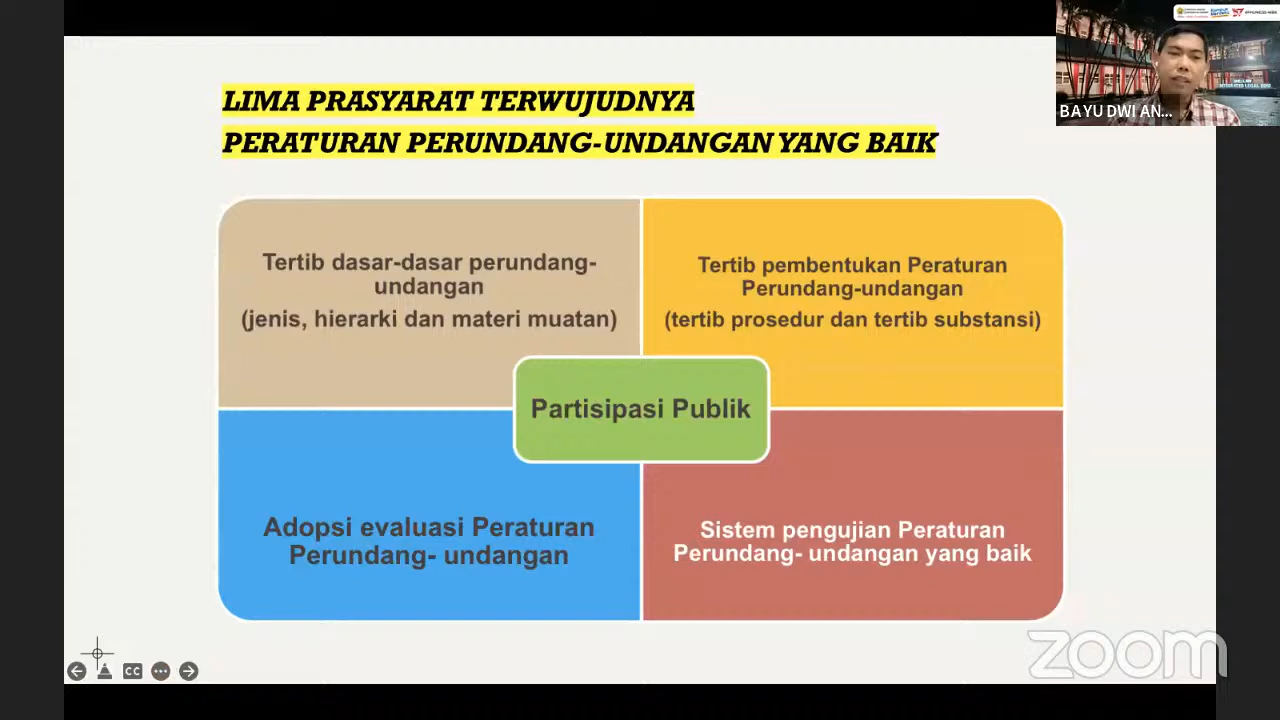 LIMA PRASYARAT TERWUJUDNYA
PERATURAN PERUNDANG-UNDANGAN YANG BAIK
BAYU DWI AN...
Tertib dasar-dasar perundang-
undangan
(jenis, hierarki dan materi muatan)
Tertib pembentukan Peraturan
Perundang-undangan
(tertib prosedur dan tertib substansi)
Partisipasi Publik
Adopsi evaluasi Peraturan
Perundang- undangan
Sistem pengujian Peraturan
Perundang- undangan yang baik
CC
zoom